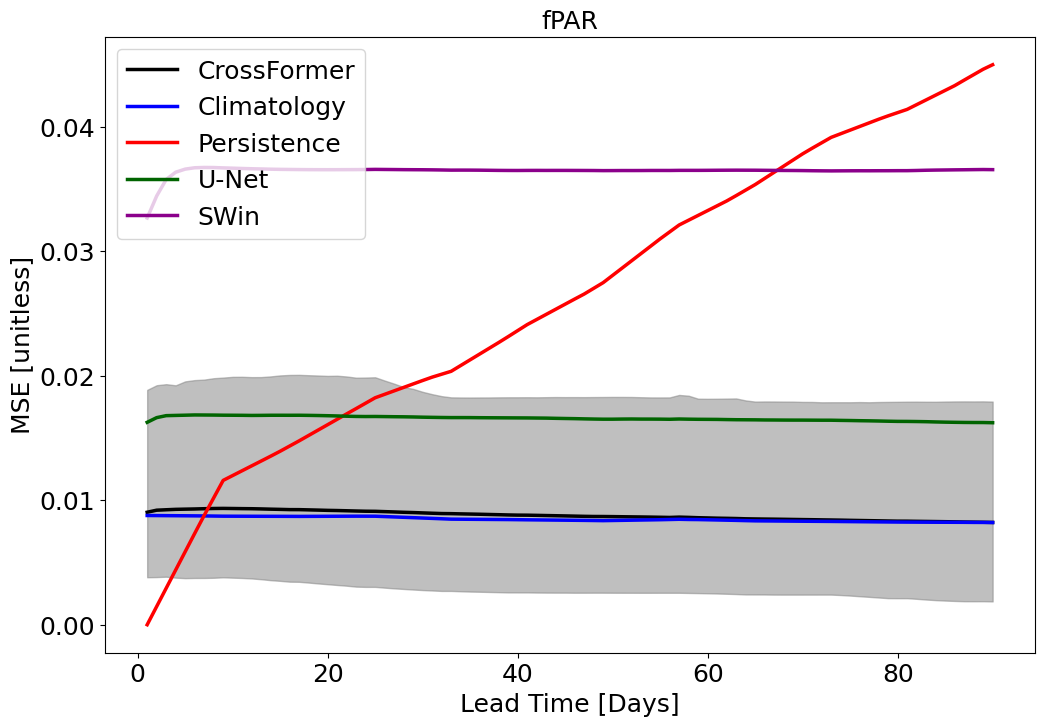 fPAR
CrossFormer
Climatology
Persistence
U-Net
SWin
MSE [unitless]
0.04
0.03
0.02
0.01
0.00
0 20 40 60 80
Lead Time [Days]